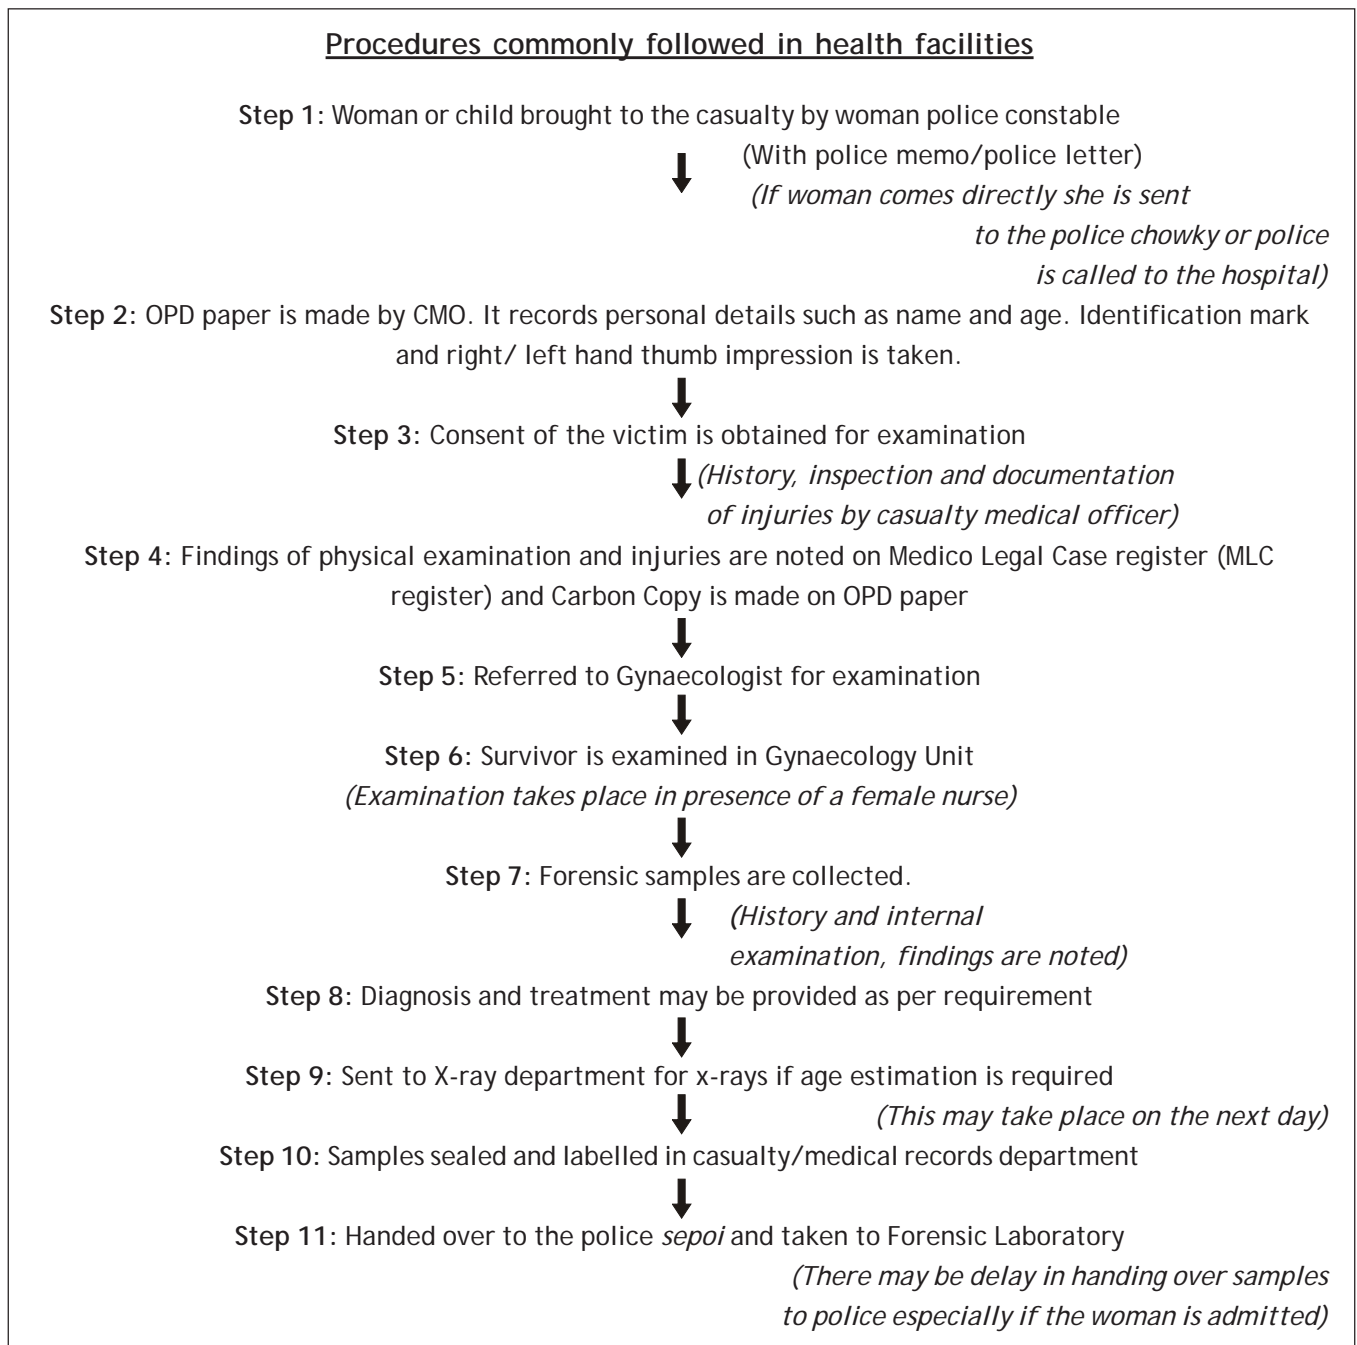 Procedures commonly followed in health facilities
Step 1: Woman or child brought to the casualty by woman police constable
(With police memo/police letter)
(If woman comes directly she is sent
to the police chowky or police
is called to the hospital)
Step 2: OPD paper is made by CMO. It records personal details such as name and age. Identification mark
and right/ left hand thumb impression is taken.
Step 3: Consent of the victim is obtained for examination
(History, inspection and documentation
of injuries by casualty medical officer)
Step 4: Findings of physical examination and injuries are noted on Medico Legal Case register (MLC
register) and Carbon Copy is made on OPD paper
Step 5: Referred to Gynaecologist for examination
Step 6: Survivor is examined in Gynaecology Unit
(Examination takes place in presence of a female nurse)
Step 7: Forensic samples are collected.
(History and internal
examination, findings are noted)
Step 8: Diagnosis and treatment may be provided as per requirement
Step 9: Sent to X-ray department for x-rays if age estimation is required
(This may take place on the next day)
Step 10: Samples sealed and labelled in casualty/medical records department
Step 11: Handed over to the police sepoi and taken to Forensic Laboratory
(There may be delay in handing over samples
to police especially if the woman is admitted)